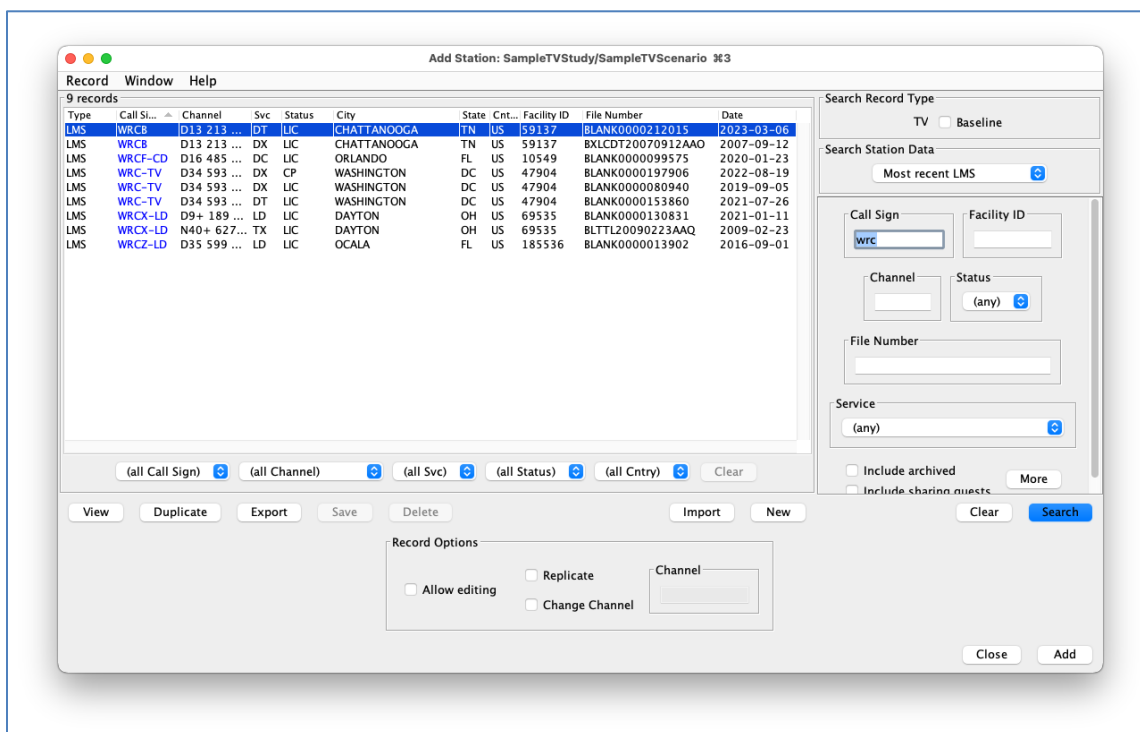 Add Station: SampleTVStudy/SampleTVScenario ⌘3
Record Window Help
9 records
Type Call Si... Channel Svc Status City State Cnt... Facility ID File Number Date
LMS WRCB D13 213 ... DT LIC CHATTANOOGA TN US 59137 BLANK0000212015 2023-03-06
LMS WRCB D13 213 ... DX LIC CHATTANOOGA TN US 59137 BXLCDT20070912AAO 2007-09-12
LMS WRCF-CD D16 485 ... DC LIC ORLANDO FL US 10549 BLANK0000099575 2020-01-23
LMS WRC-TV D34 593 ... DX CP WASHINGTON DC US 47904 BLANK0000197906 2022-08-19
LMS WRC-TV D34 593 ... DX LIC WASHINGTON DC US 47904 BLANK0000080940 2019-09-05
LMS WRC-TV D34 593 ... DT LIC WASHINGTON DC US 47904 BLANK0000153860 2021-07-26
LMS WRCX-LD D9+ 189 ... LD LIC DAYTON OH US 69535 BLANK0000130831 2021-01-11
LMS WRCX-LD N40+ 627... TX LIC DAYTON OH US 69535 BLTTL20090223AAQ 2009-02-23
LMS WRCZ-LD D35 599 ... LD LIC OCALA FL US 185536 BLANK0000013902 2016-09-01
(all Call Sign) (all Channel) (all Svc) (all Status) (all Cntry) Clear
Search Record Type
TV Baseline
Search Station Data
Most recent LMS
Call Sign Facility ID
wrc
Channel Status
(any)
File Number
Service
(any)
Include archived
More
Include sharing guests
View Duplicate Export Save Delete Import New Clear Search
Record Options
Allow editing
Replicate
Change Channel
Channel
Close Add